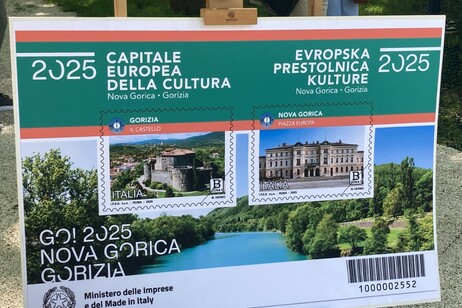 2025
CAPITALE
EUROPEA
DELLA CULTURA
Nova Gorica • Gorizia
EVROPSKA
PRESTOLNICA
KULTURE
Nova Gorica • Gorizia
2025
GORIZIA
IL CASTELLO
ITALIA
B
NOVA GORICA
PIAZZA EUROPA
ITALIA
B
GO! 2025
NOVA GORICA
GORIZIA
Ministero delle Imprese
e del Made in Italy
1000002552